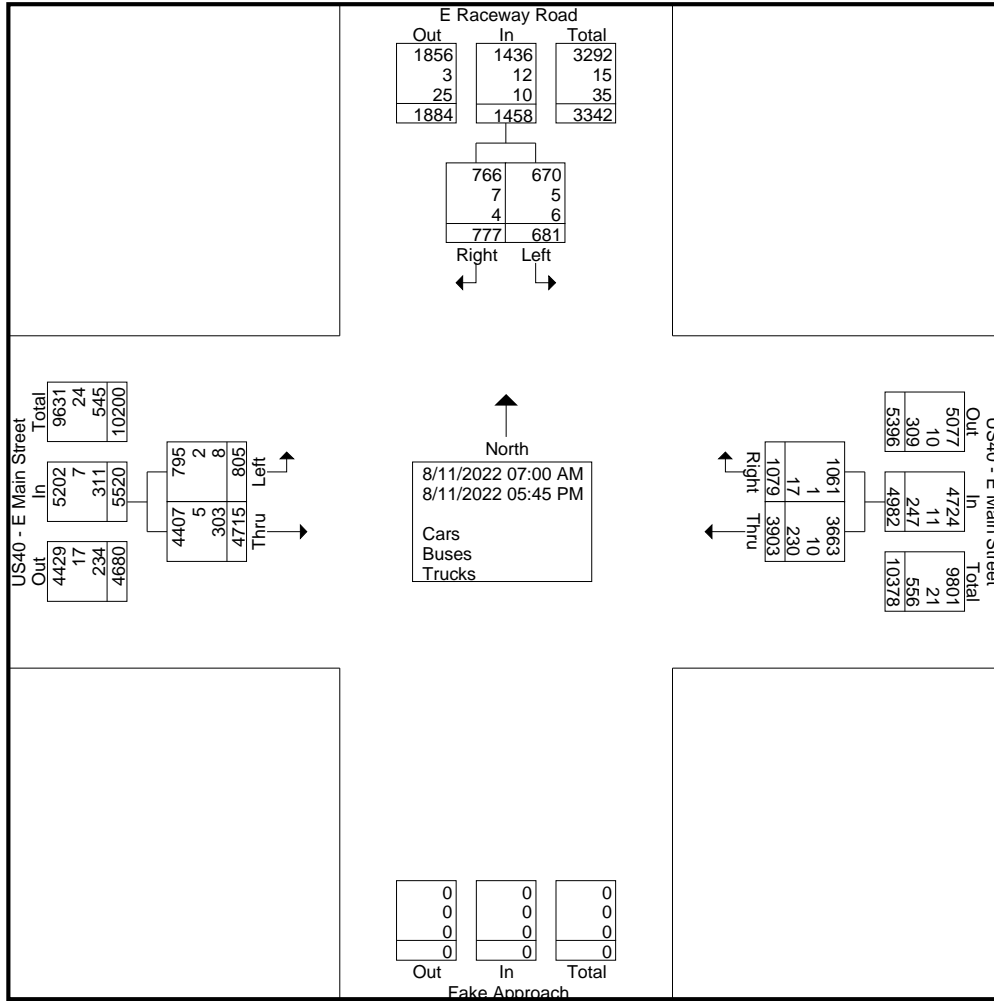 E Raceway Road
Out In Total
1856 1436 3292
3 12 15
25 10 35
1884 1458 3342
766 670
7 5
4 6
777 681
Right Left
US40 - E Main Street
Total
9631
24
545
10200
In
5202
7
311
5520
Out
4429
17
234
4680
Left
795
2
8
805
Thru
4407
5
303
4715
North
8/11/2022 07:00 AM
8/11/2022 05:45 PM
Cars
Buses
Trucks
Right
1061
1
17
1079
Thru
3663
10
230
3903
US40 - E Main Street
Out
5077
10
309
5396
In
4724
11
247
4982
Total
9801
21
556
10378
0 0 0
0 0 0
0 0 0
0 0 0
Out In Total
Fake Approach